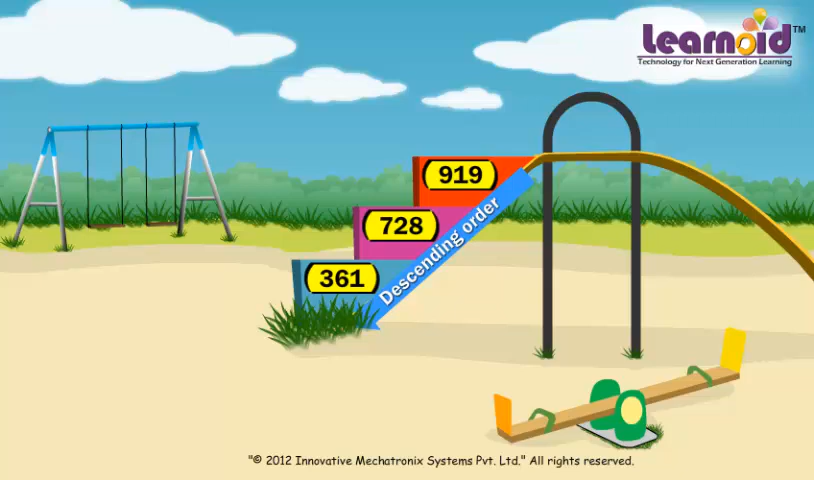 Learnoid TM
Technology for Next Generation Learning
919
728
361
Descending order
"© 2012 Innovative Mechatronix Systems Pvt. Ltd." All rights reserved.